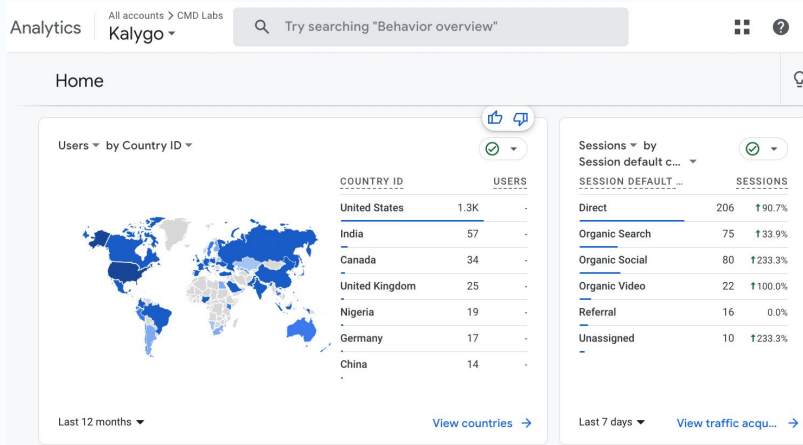 Analytics
All accounts > CMD Labs
Kalygo
Try searching "Behavior overview"
Home
Users by Country ID
COUNTRY ID USERS
United States 1.3K -
India 57 -
Canada 34 -
United Kingdom 25 -
Nigeria 19 -
Germany 17 -
China 14 -
Last 12 months
View countries →
Sessions by
Session default c...
SESSION DEFAULT ... SESSIONS
Direct 206 ↑90.7%
Organic Search 75 ↑33.9%
Organic Social 80 ↑233.3%
Organic Video 22 ↑100.0%
Referral 16 0.0%
Unassigned 10 ↑233.3%
Last 7 days
View traffic acqu... →